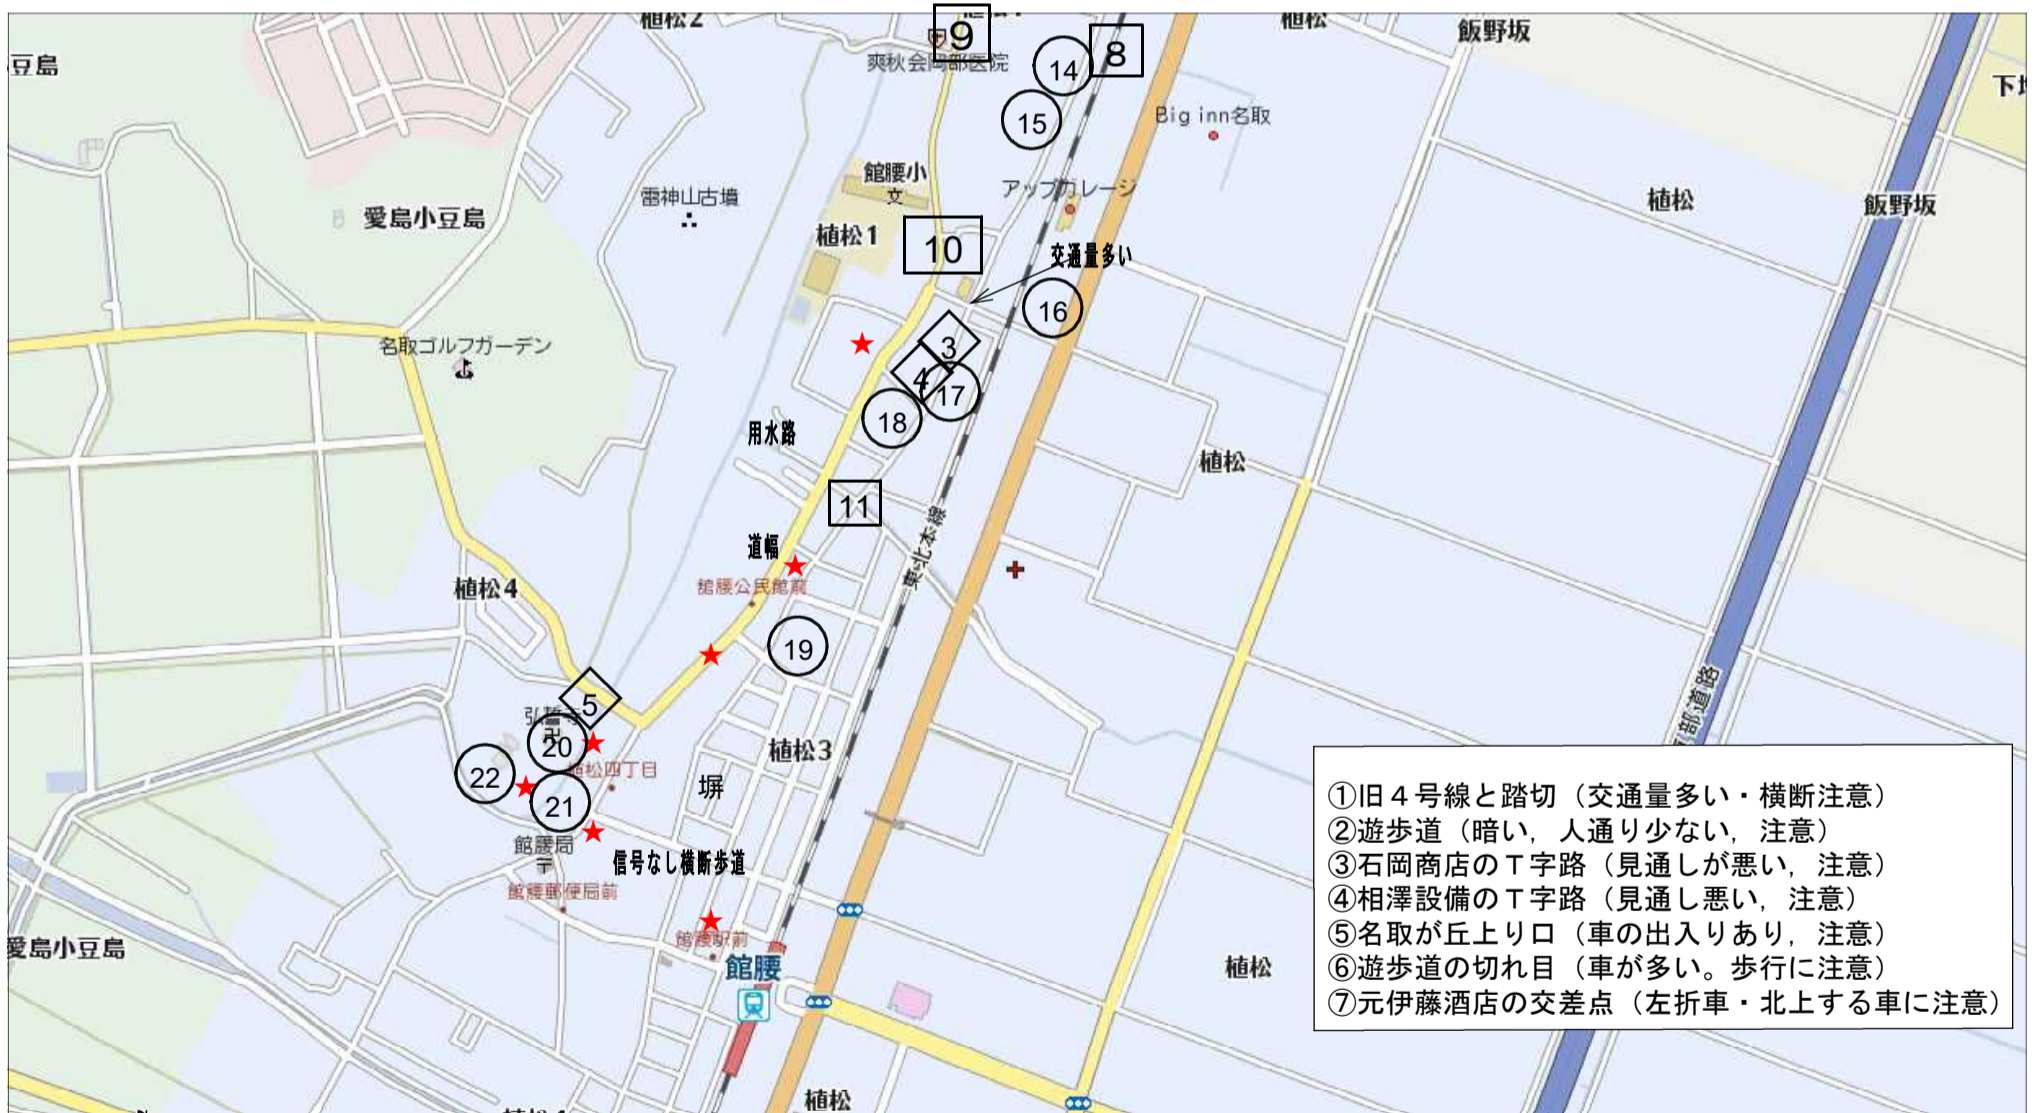 植松2
9
8
14
植松
飯野坂
豆島
爽秋会岡部医院
15
Big inn名取
館腰小
文
アップガレージ
雷神山古墳
愛島小豆島
植松1
植松
飯野坂
10
交通量多い
16
名取ゴルフガーデン
3
4
17
18
用水路
植松
11
東北本線
道幅
館腰公民館前
植松4
19
5
20
22
植松四丁目
21
植松3
塀
館腰局
〒
信号なし横断歩道
館腰郵便局前
館腰駅前
館腰
愛島小豆島
植松
植松
部道路
①旧４号線と踏切（交通量多い・横断注意）
②遊歩道（暗い，人通り少ない，注意）
③石岡商店のＴ字路（見通しが悪い，注意）
④相澤設備のＴ字路（見通し悪い，注意）
⑤名取が丘上り口（車の出入りあり，注意）
⑥遊歩道の切れ目（車が多い。歩行に注意）
⑦元伊藤酒店の交差点（左折車・北上する車に注意）